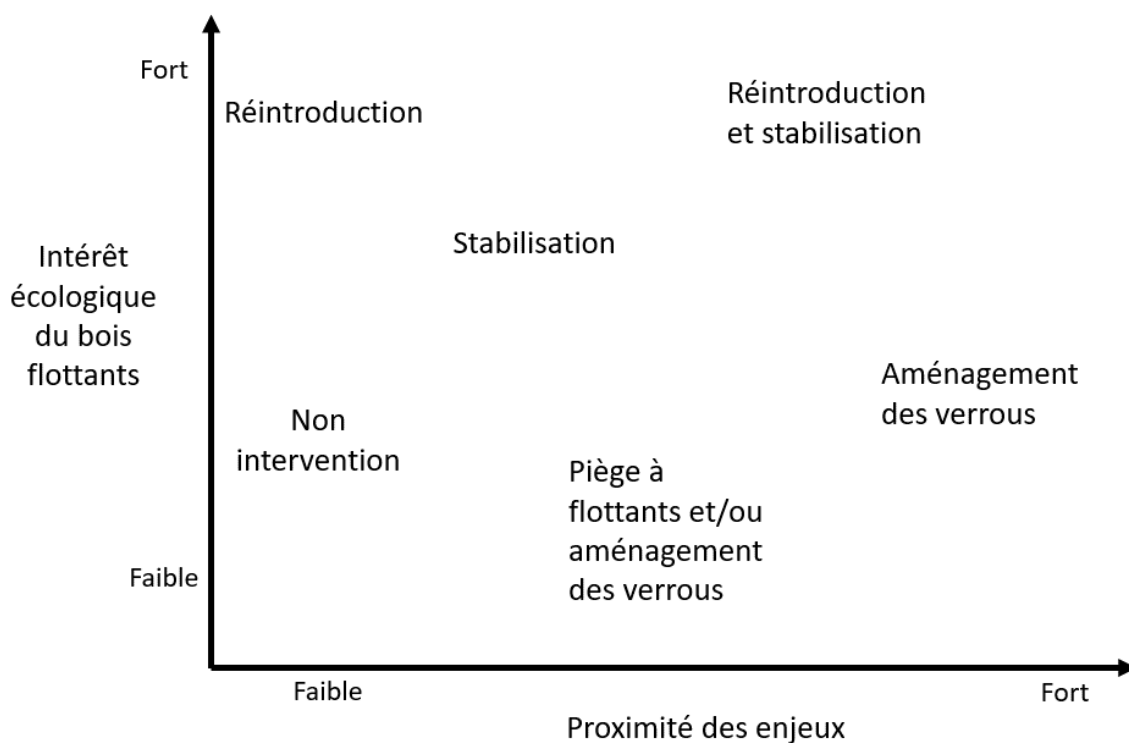 Fort
Réintroduction
Réintroduction
et stabilisation
Stabilisation
Intérêt
écologique
du bois
flottants
Aménagement
des verrous
Non
intervention
Piège à
flottants et/ou
aménagement
des verrous
Faible
Faible
Fort
Proximité des enjeux